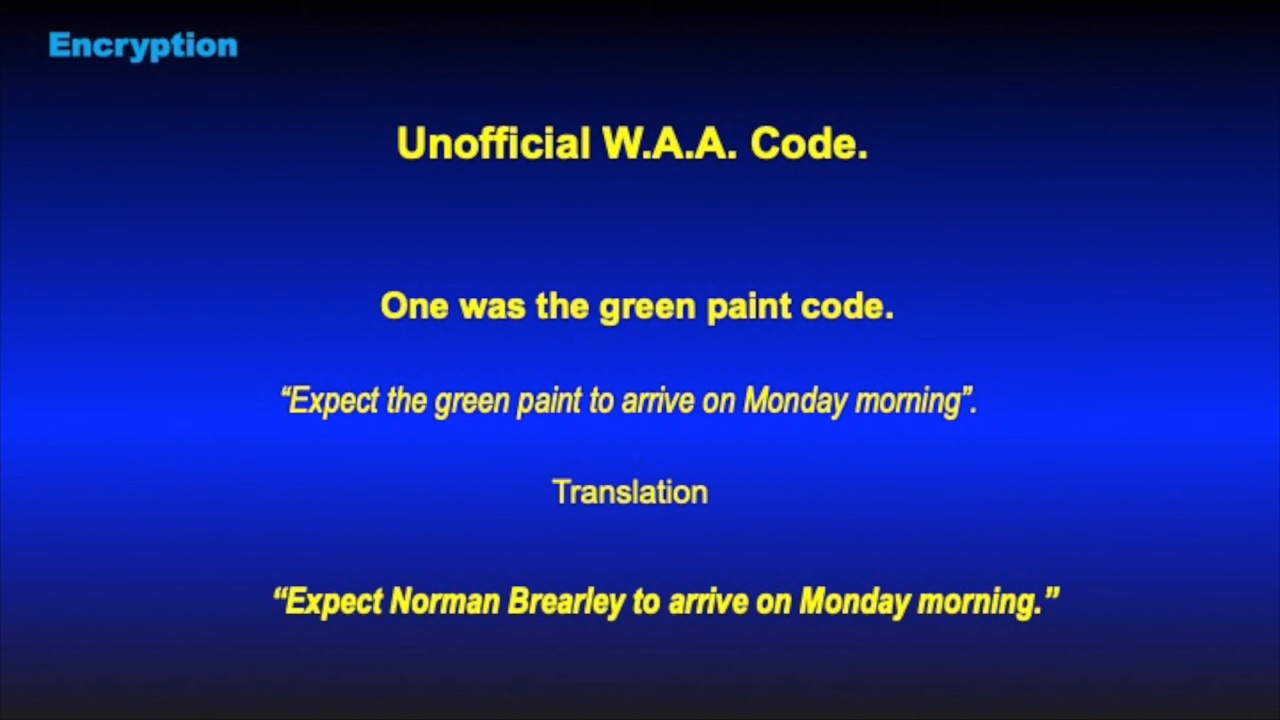 Encryption
Unofficial W.A.A. Code.
One was the green paint code.
“Expect the green paint to arrive on Monday morning”.
Translation
“Expect Norman Brearley to arrive on Monday morning.”